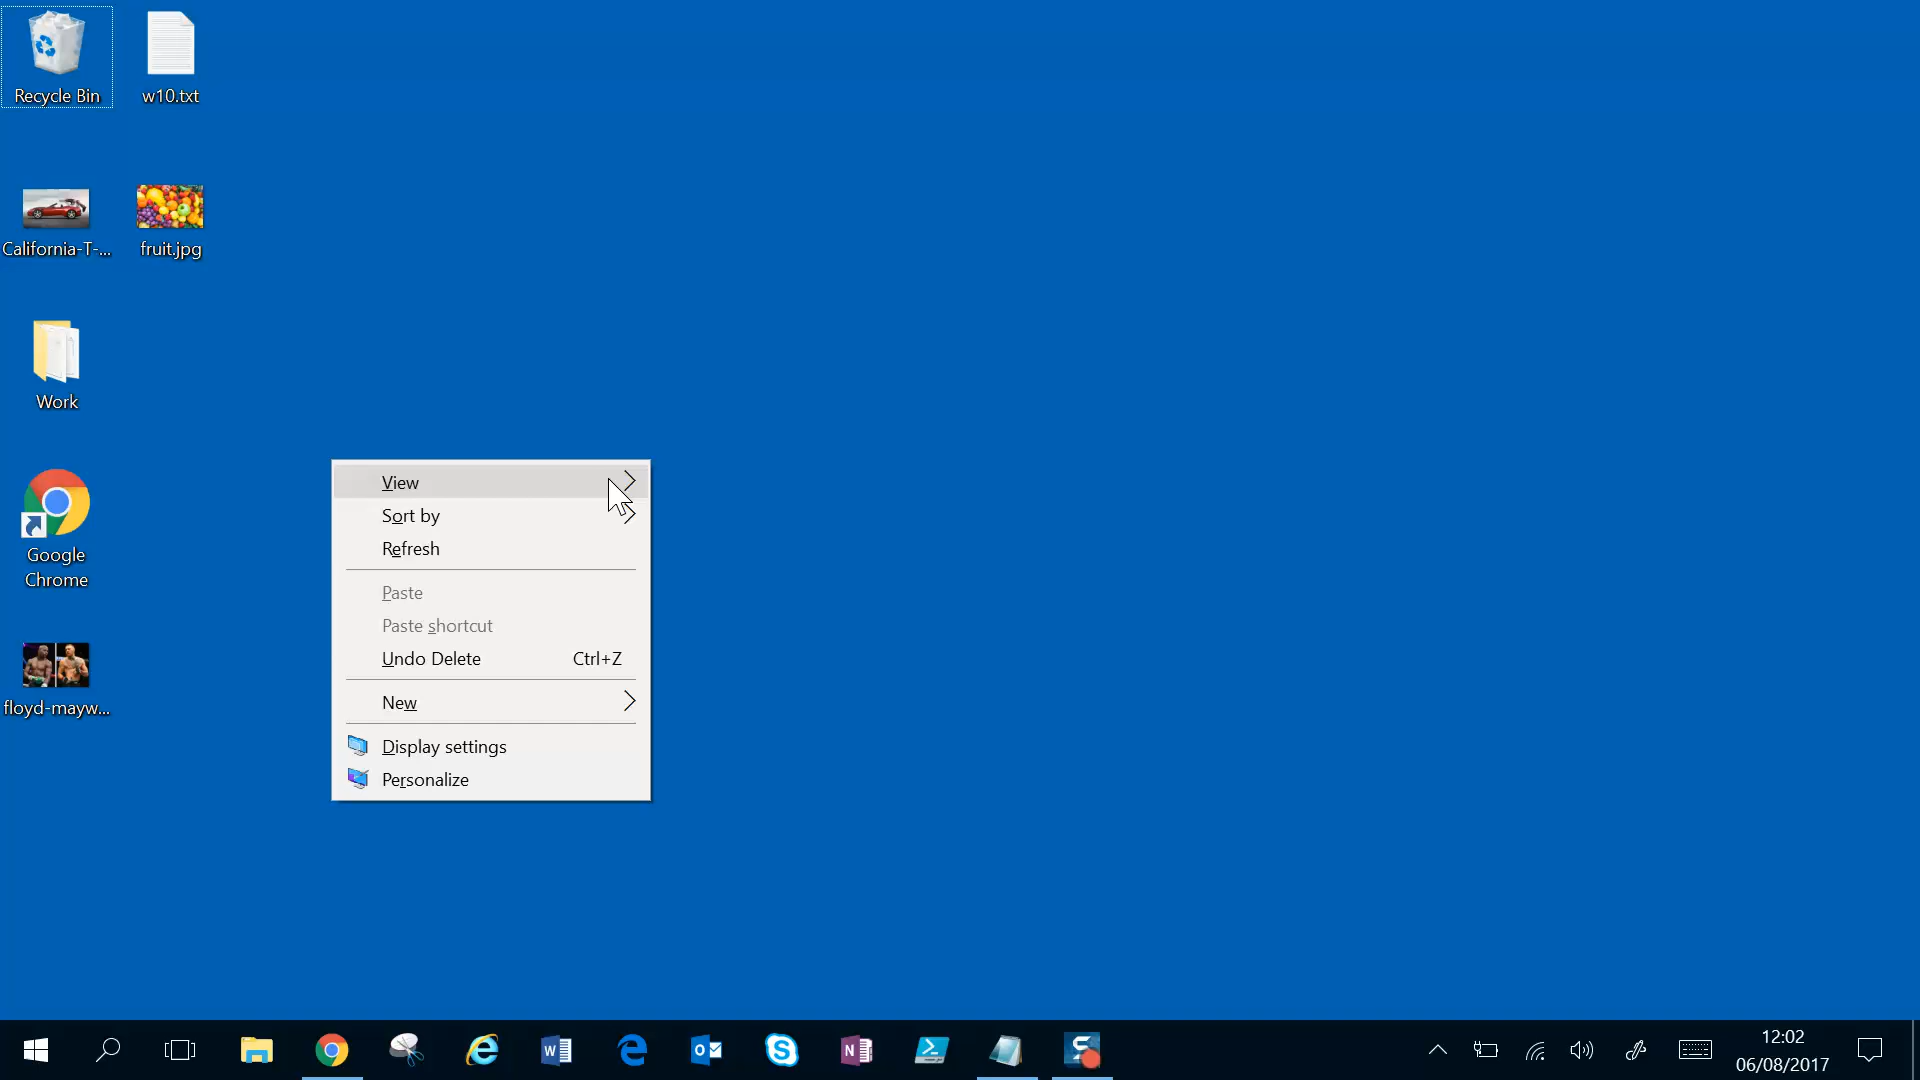 Recycle Bin
w10.txt
California-T-...
fruit.jpg
Work
Google
Chrome
floyd-mayw...
View
Sort by
Refresh
Paste
Paste shortcut
Undo Delete Ctrl+Z
New
Display settings
Personalize
12:02
06/08/2017